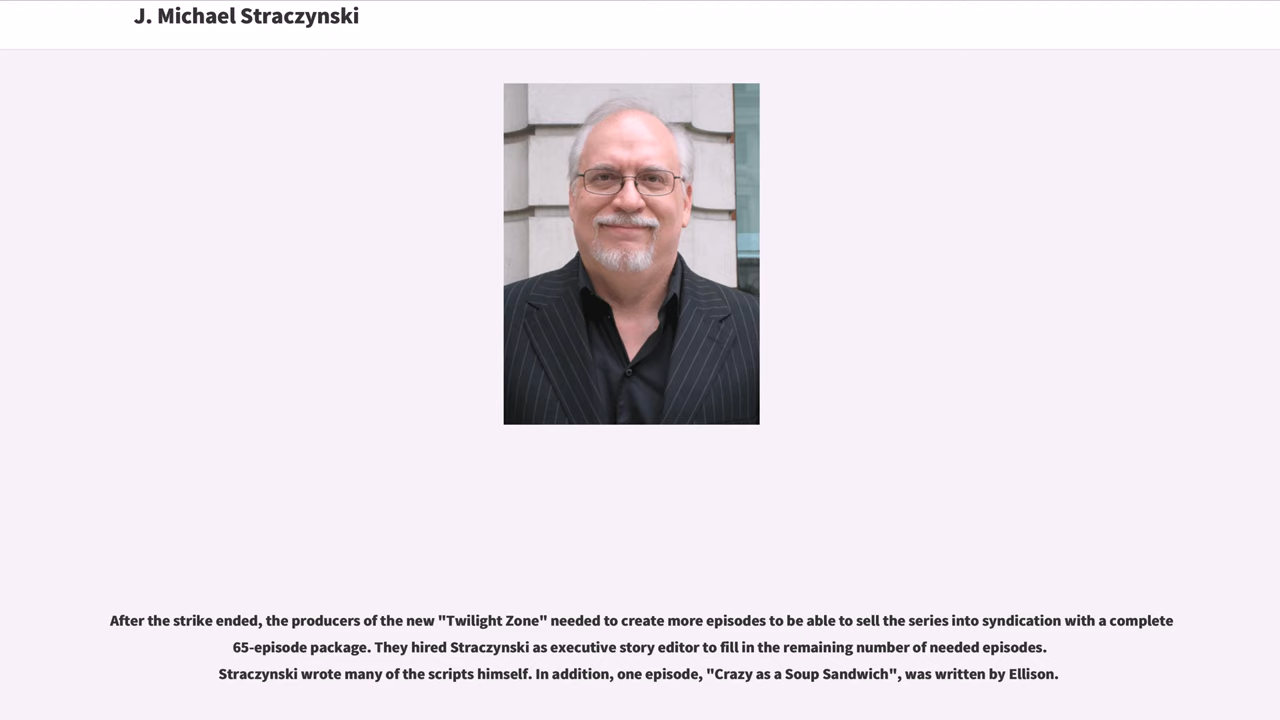 J. Michael Straczynski
After the strike ended, the producers of the new "Twilight Zone" needed to create more episodes to be able to sell the series into syndication with a complete
65-episode package. They hired Straczynski as executive story editor to fill in the remaining number of needed episodes.
Straczynski wrote many of the scripts himself. In addition, one episode, "Crazy as a Soup Sandwich", was written by Ellison.